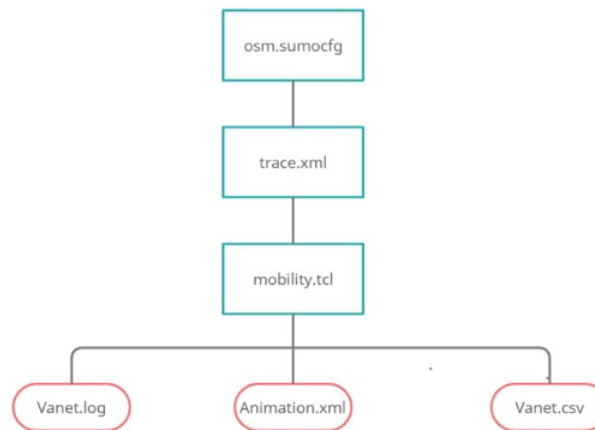 osm.sumocfg
trace.xml
mobility.tcl
Vanet.log
Animation.xml
Vanet.csv